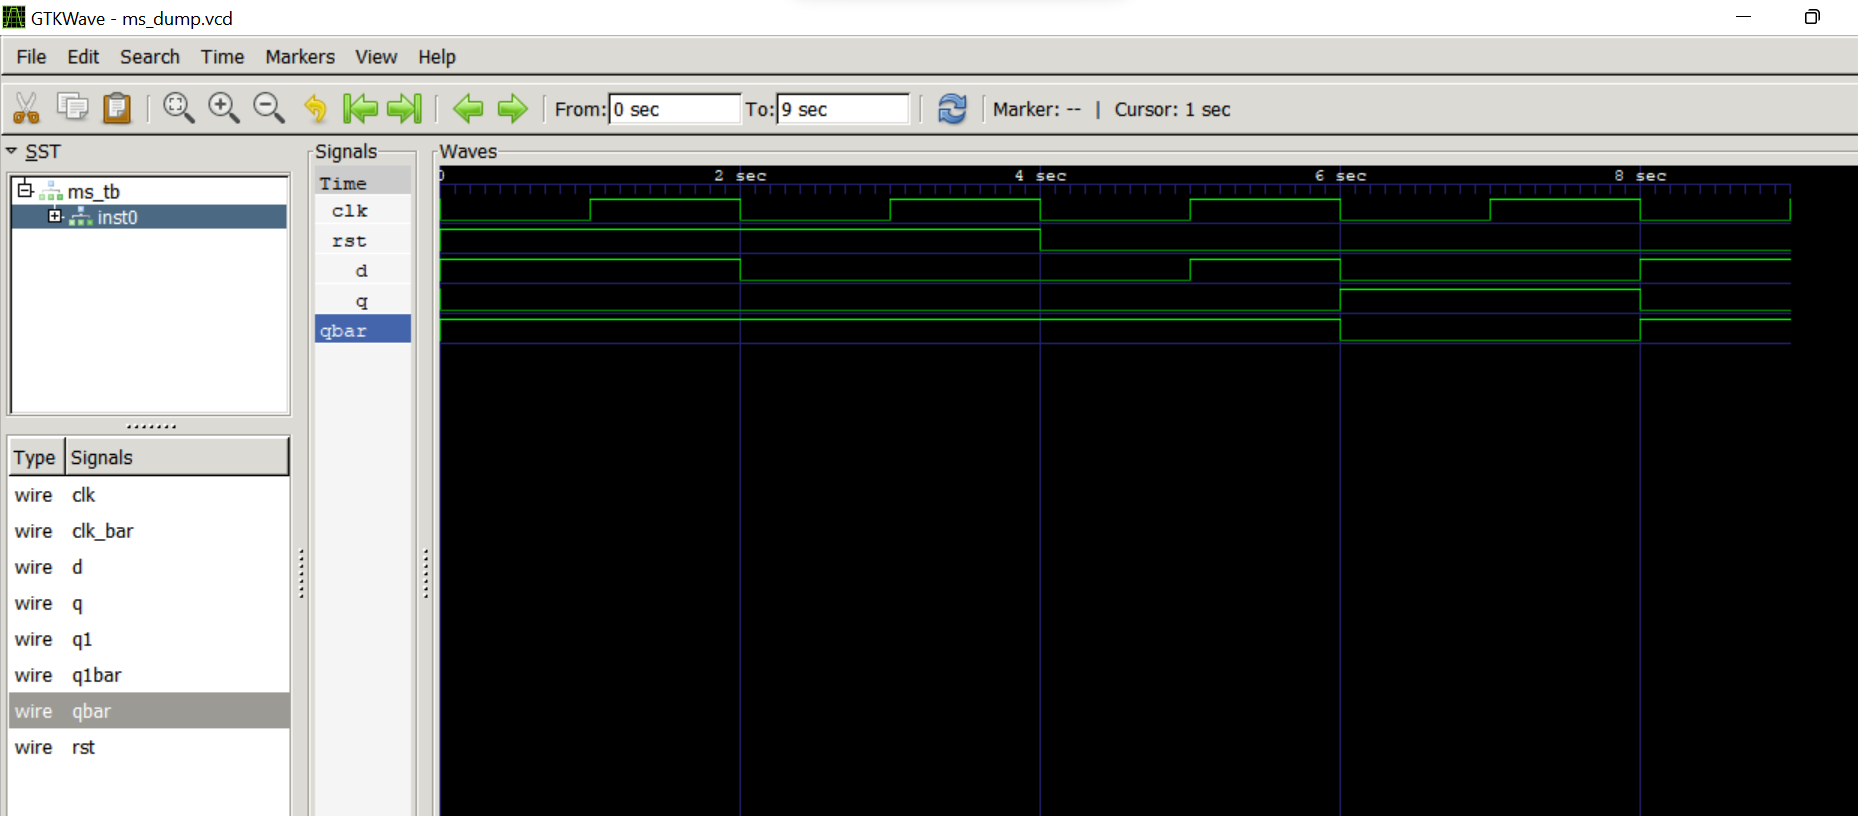 GTKWave - ms_dump.vcd
File Edit Search Time Markers View Help
From: 0 sec To: 9 sec Marker: -- | Cursor: 1 sec
SST
ms_tb
inst0
Type Signals
wire clk
wire clk_bar
wire d
wire q
wire q1
wire q1bar
wire qbar
wire rst
Signals
Time
clk
rst
d
q
qbar
Waves
0 2 sec 4 sec 6 sec 8 sec